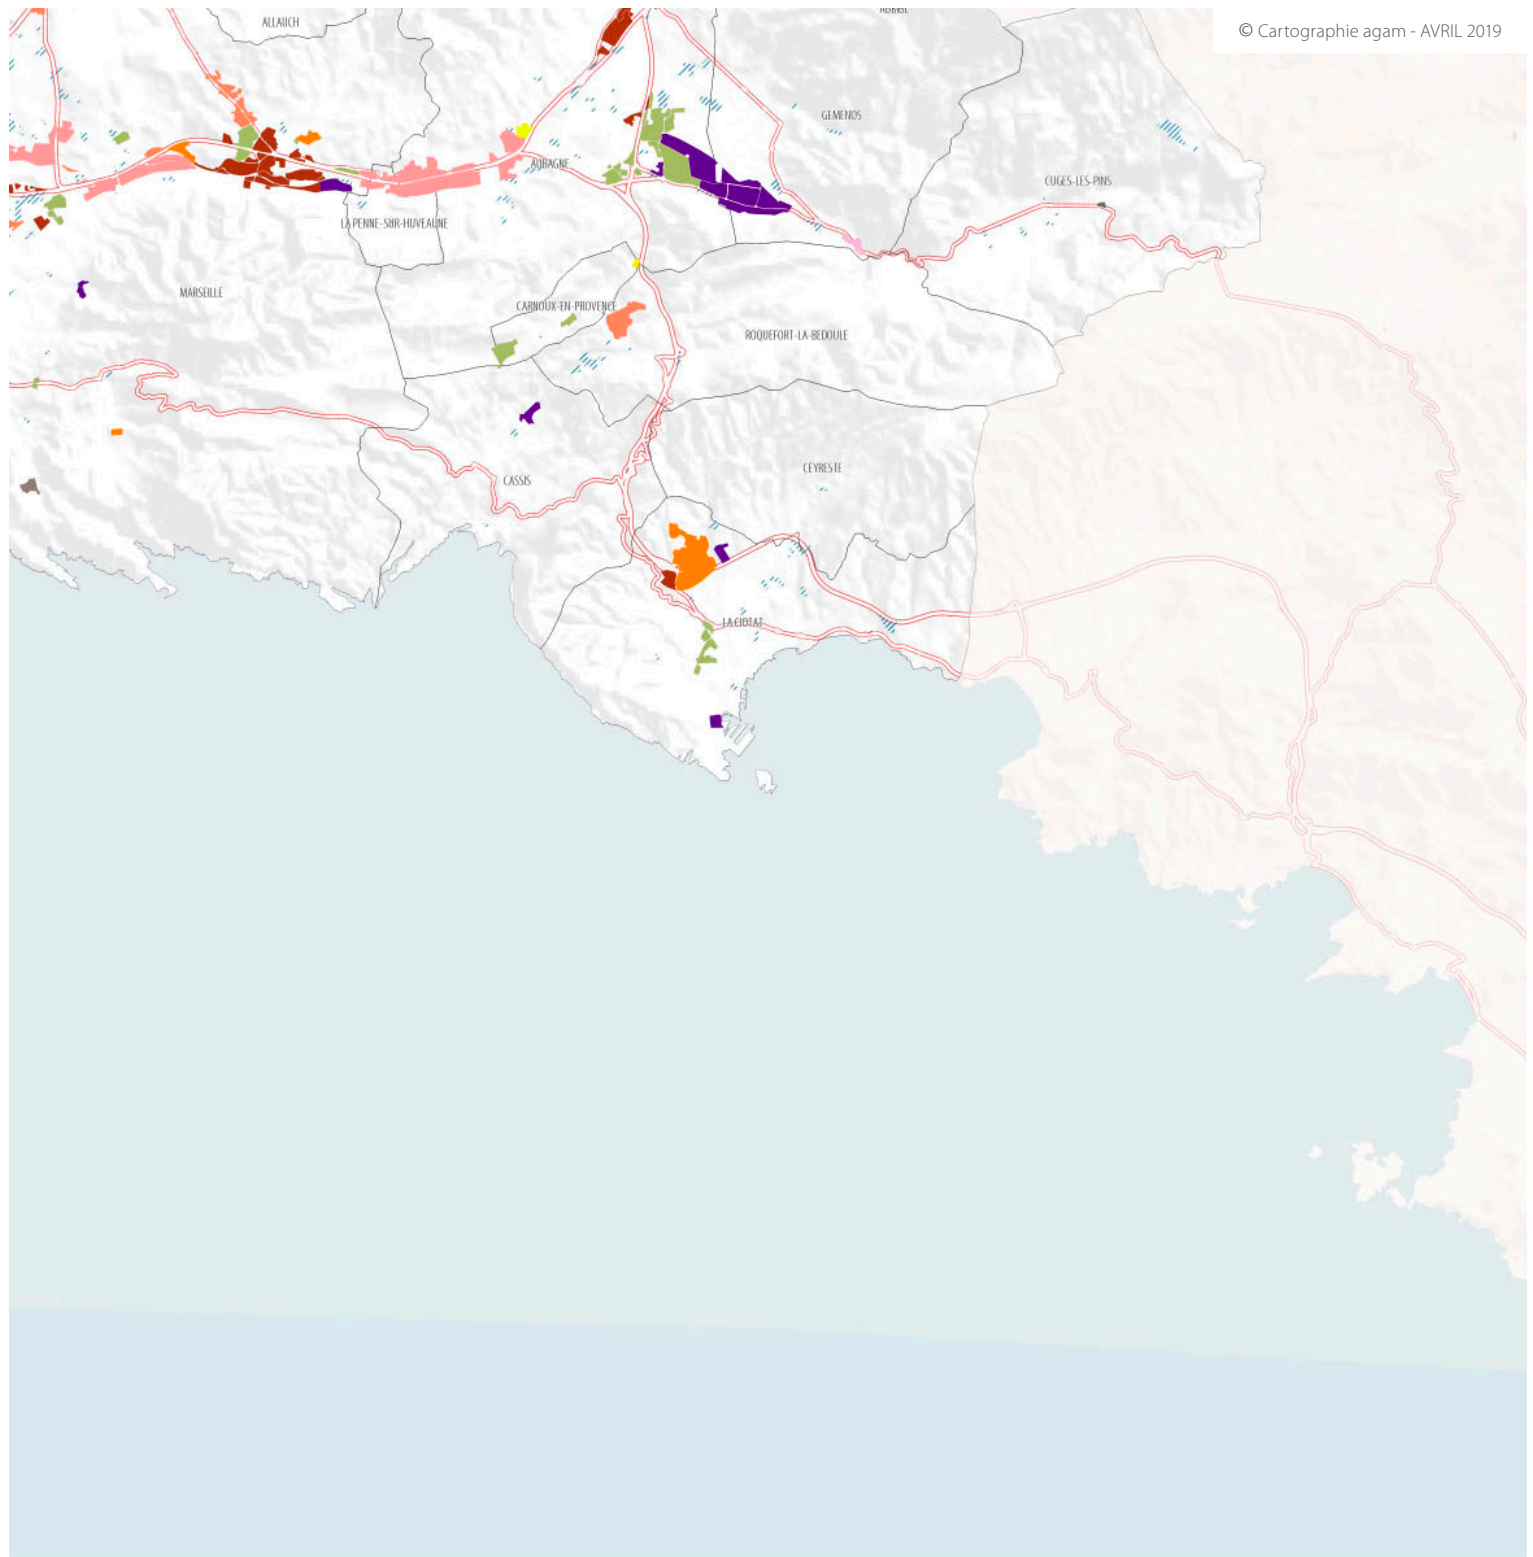 ALLAUCH
© Cartographie agam - AVRIL 2019
GEMENOS
AUBAGNE
CUGES-LES-PINS
LA PENNE-SUR-HUVEAUNE
MARSEILLE
CARNOUX-EN-PROVENCE
ROQUEFORT-LA-BEDOULE
CEYRESTE
CASSIS
LA CIOTAT